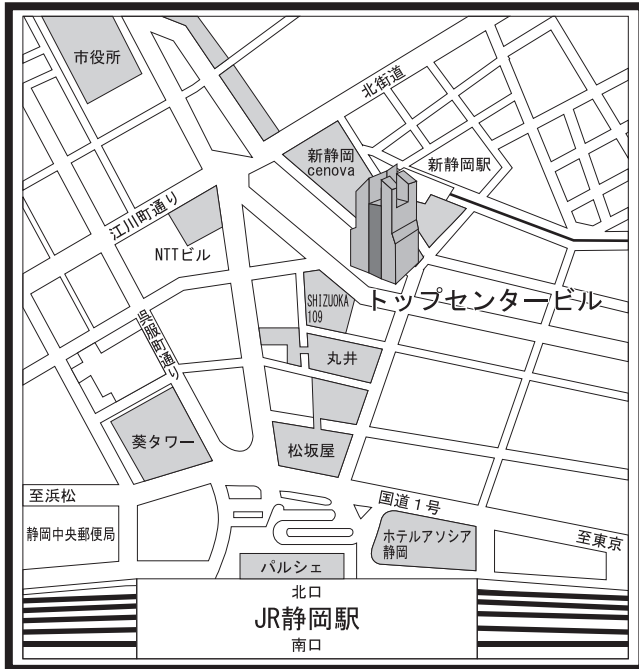 市役所
北街道
新静岡
cenova
新静岡駅
江川町通り
NTTビル
SHIZUOKA
109
トップセンタービル
呉服町通り
丸井
葵タワー
松坂屋
至浜松
国道1号
静岡中央郵便局
ホテルアソシア
静岡
至東京
パルシェ
北口
JR静岡駅
南口